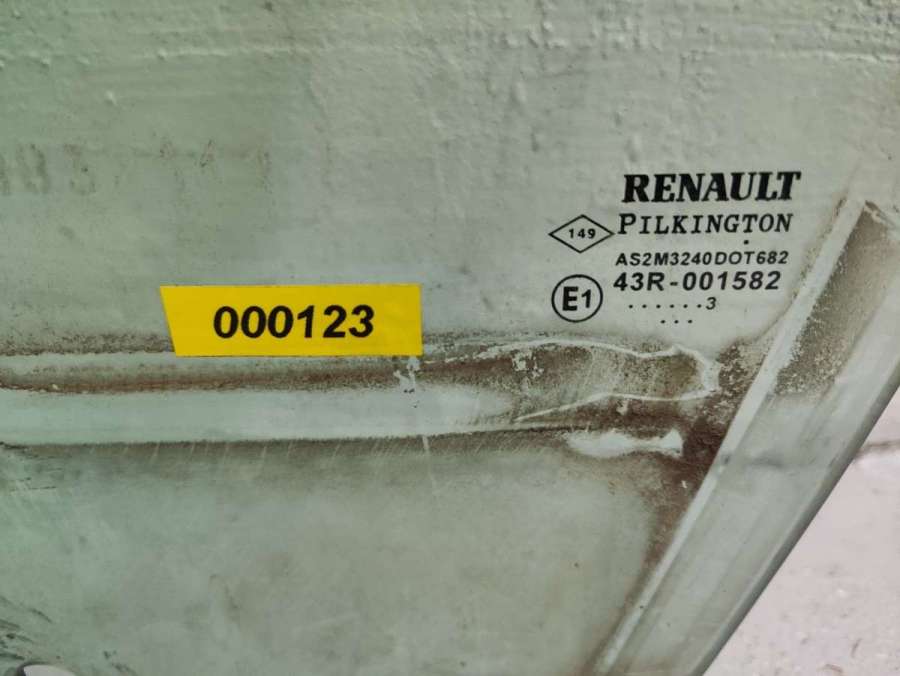 RENAULT
149 PILKINGTON
AS2M3240DOT682
E1 43R-001582
. . . . . . 3
. . .
000123